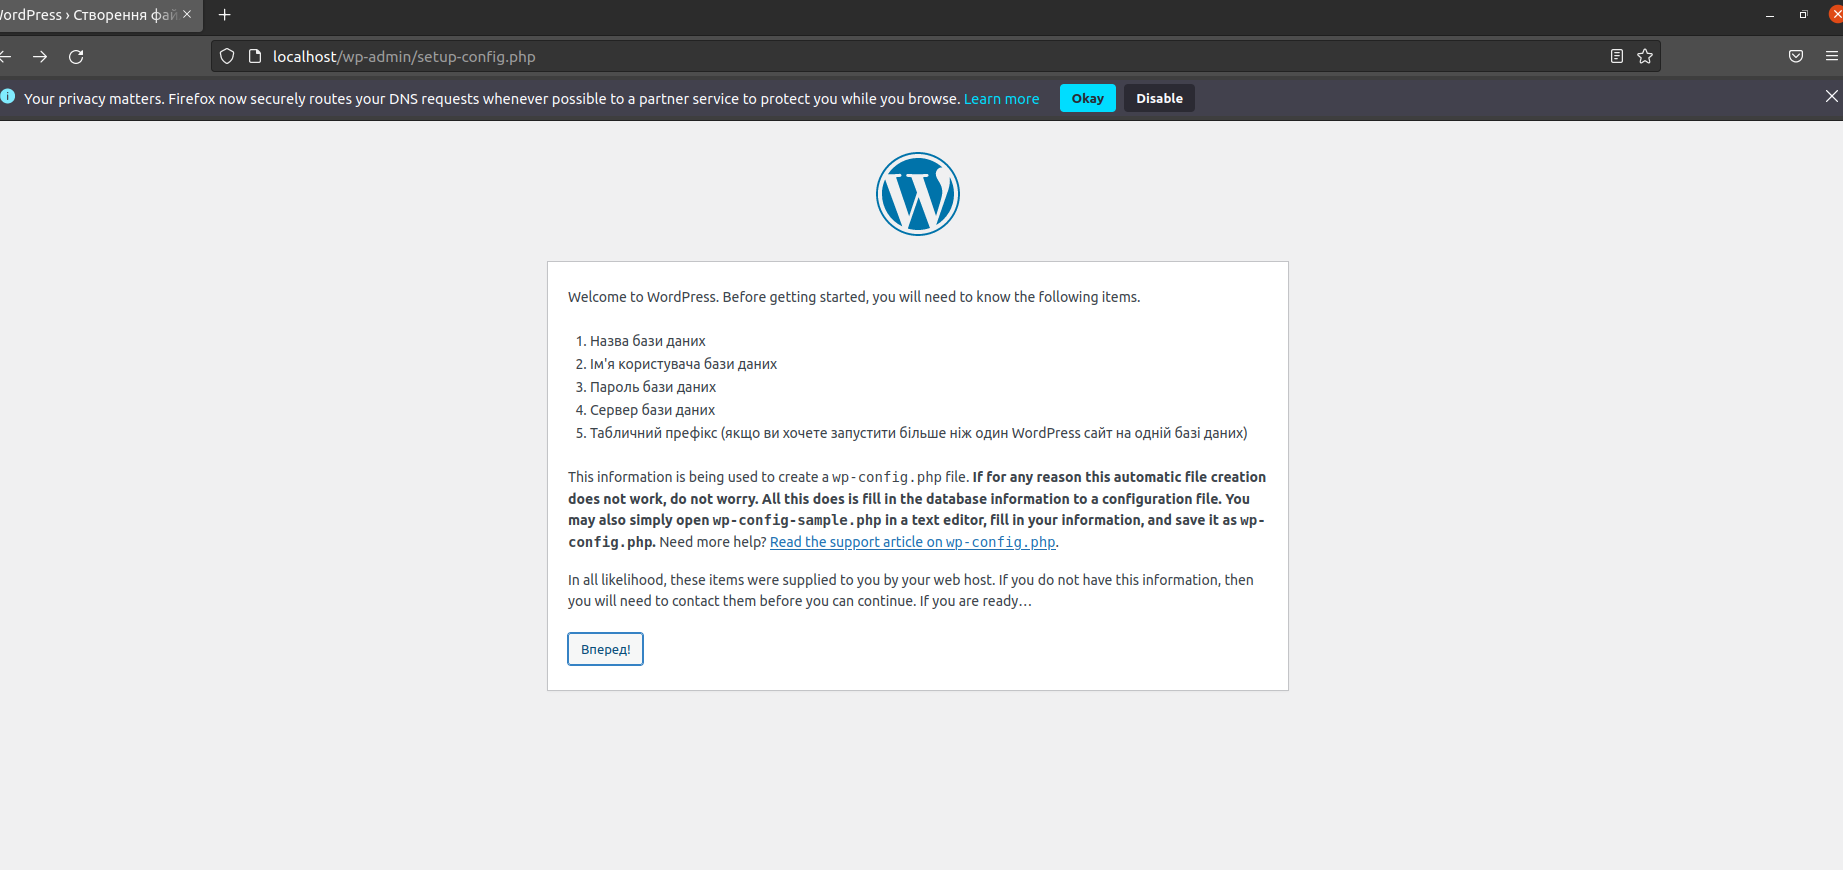 WordPress › Створення фай
localhost/wp-admin/setup-config.php
Your privacy matters. Firefox now securely routes your DNS requests whenever possible to a partner service to protect you while you browse. Learn more Okay Disable
Welcome to WordPress. Before getting started, you will need to know the following items.
1. Назва бази даних
2. Ім'я користувача бази даних
3. Пароль бази даних
4. Сервер бази даних
5. Табличний префікс (якщо ви хочете запустити більше ніж один WordPress сайт на одній базі даних)
This information is being used to create a wp-config.php file. If for any reason this automatic file creation
does not work, do not worry. All this does is fill in the database information to a configuration file. You
may also simply open wp-config-sample.php in a text editor, fill in your information, and save it as wp-
config.php. Need more help? Read the support article on wp-config.php.
In all likelihood, these items were supplied to you by your web host. If you do not have this information, then
you will need to contact them before you can continue. If you are ready…
Вперед!